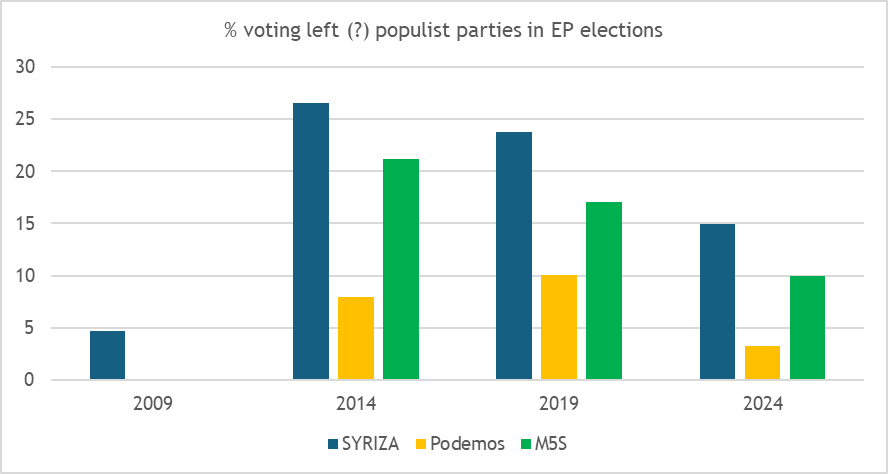 % voting left (?) populist parties in EP elections
30
25
20
15
10
5
0
2009 2014 2019 2024
SYRIZA Podemos M5S